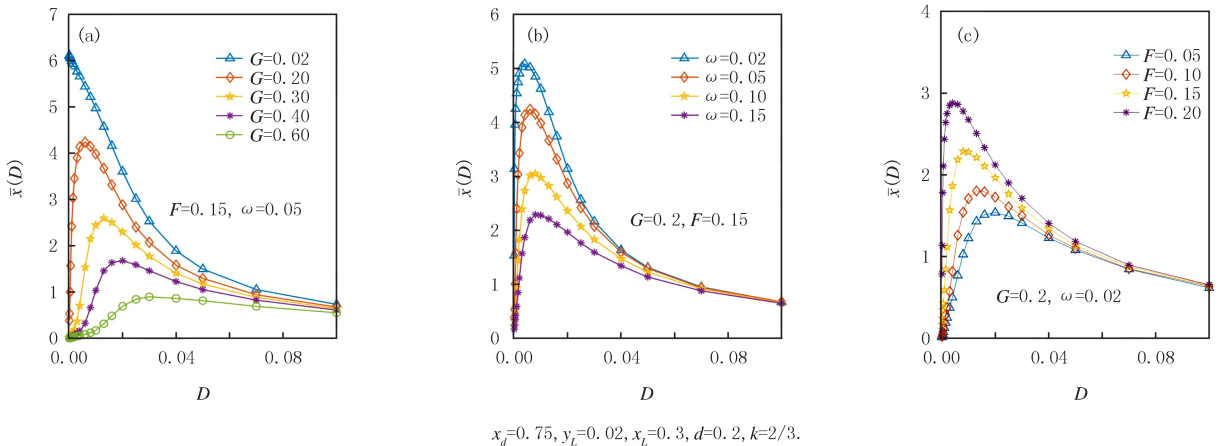 (a)
G=0.02
G=0.20
G=0.30
G=0.40
G=0.60
F=0.15, ω=0.05
7
6
5
4
3
2
1
0
0.00
0.04
0.08
x̄(D)
D
(b)
ω=0.02
ω=0.05
ω=0.10
ω=0.15
G=0.2, F=0.15
6
5
4
3
2
1
0
0.00
0.04
0.08
x̄(D)
D
(c)
F=0.05
F=0.10
F=0.15
F=0.20
G=0.2, ω=0.02
4
3
2
1
0
0.00
0.04
0.08
x̄(D)
D
x_d=0.75, y_L=0.02, x_L=0.3, d=0.2, k=2/3.